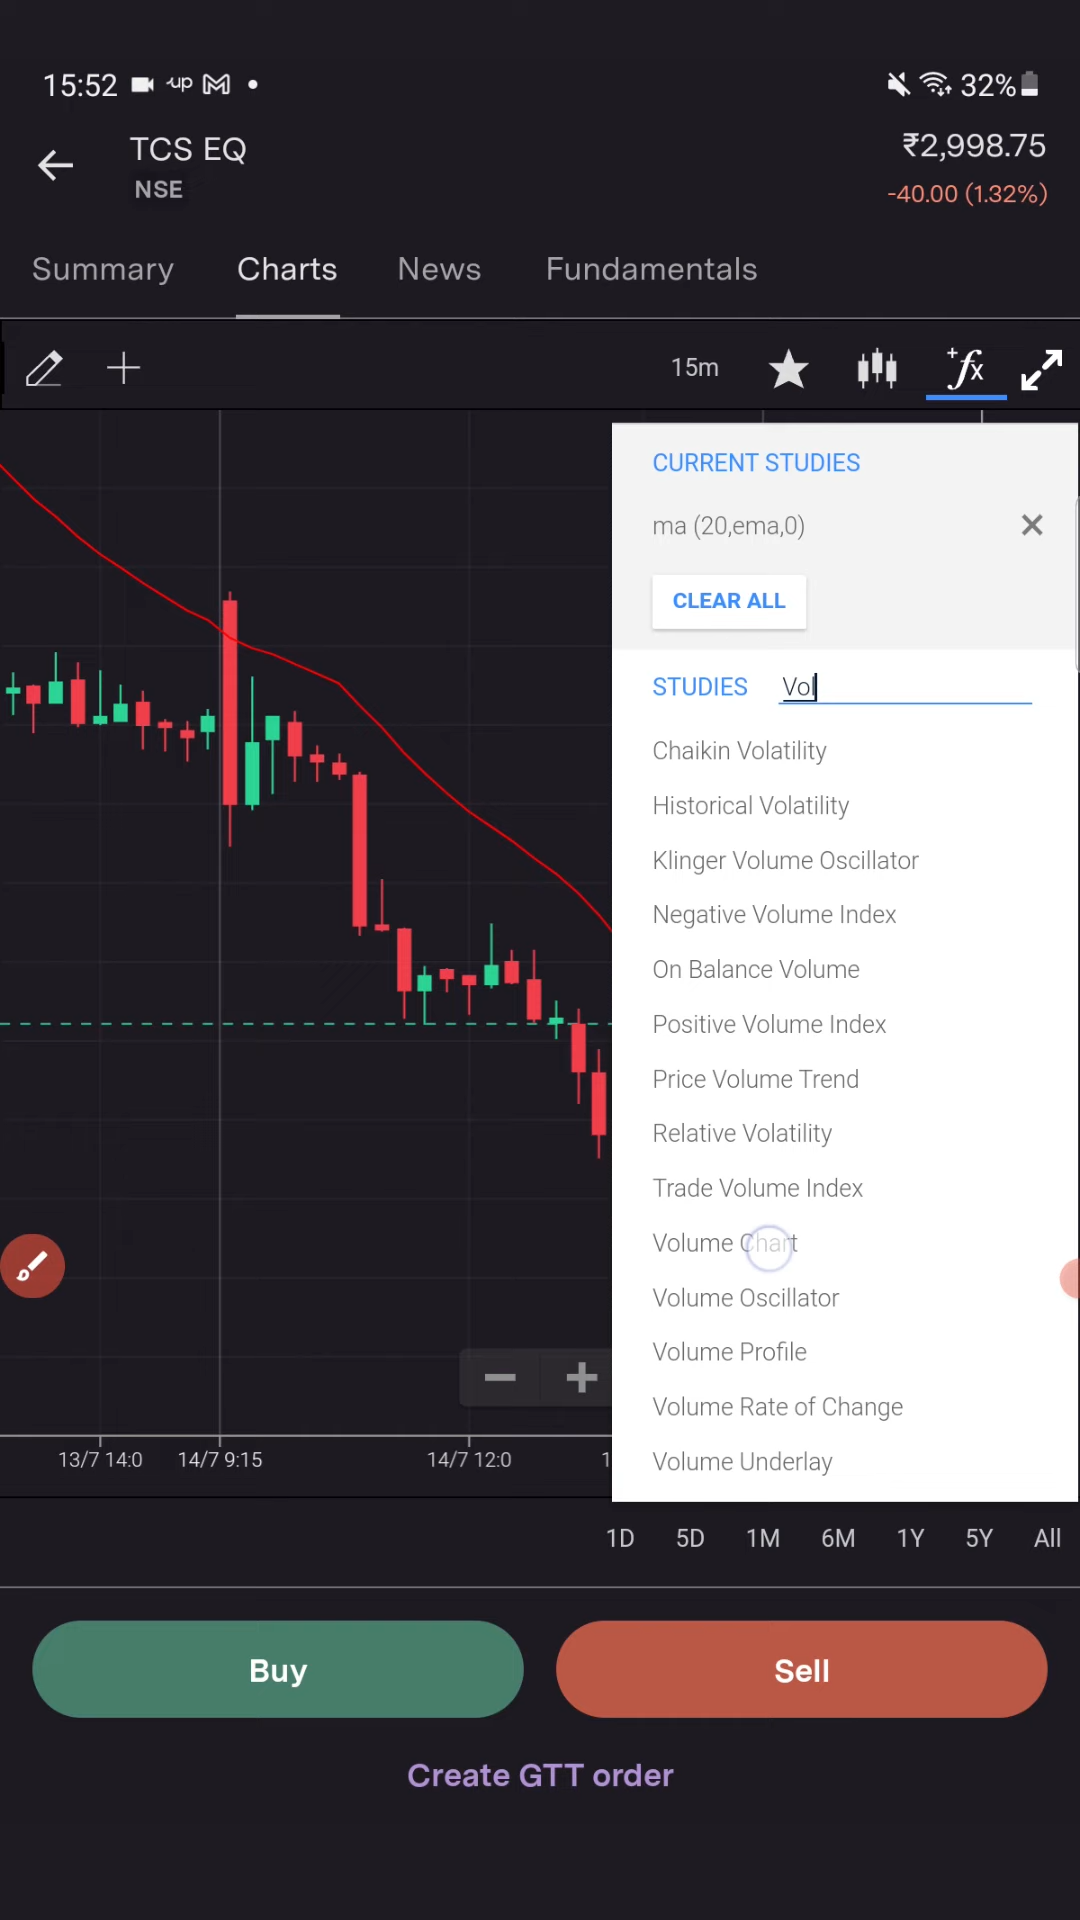 15:52 up 32%
TCS EQ
NSE
₹2,998.75
-40.00 (1.32%)
Summary Charts News Fundamentals
15m
+fx
CURRENT STUDIES
ma (20,ema,0)
CLEAR ALL
STUDIES Vol
Chaikin Volatility
Historical Volatility
Klinger Volume Oscillator
Negative Volume Index
On Balance Volume
Positive Volume Index
Price Volume Trend
Relative Volatility
Trade Volume Index
Volume Chart
Volume Oscillator
Volume Profile
Volume Rate of Change
Volume Underlay
13/7 14:0 14/7 9:15 14/7 12:0 1
1D 5D 1M 6M 1Y 5Y All
Buy Sell
Create GTT order